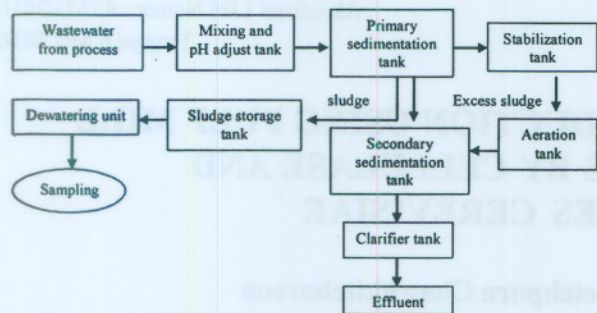 Wastewater
from process
Mixing and
pH adjust tank
Primary
sedimentation
tank
Stabilization
tank
sludge
Excess sludge
Dewatering unit
Sludge storage
tank
Secondary
sedimentation
tank
Aeration
tank
Sampling
Clarifier tank
Effluent